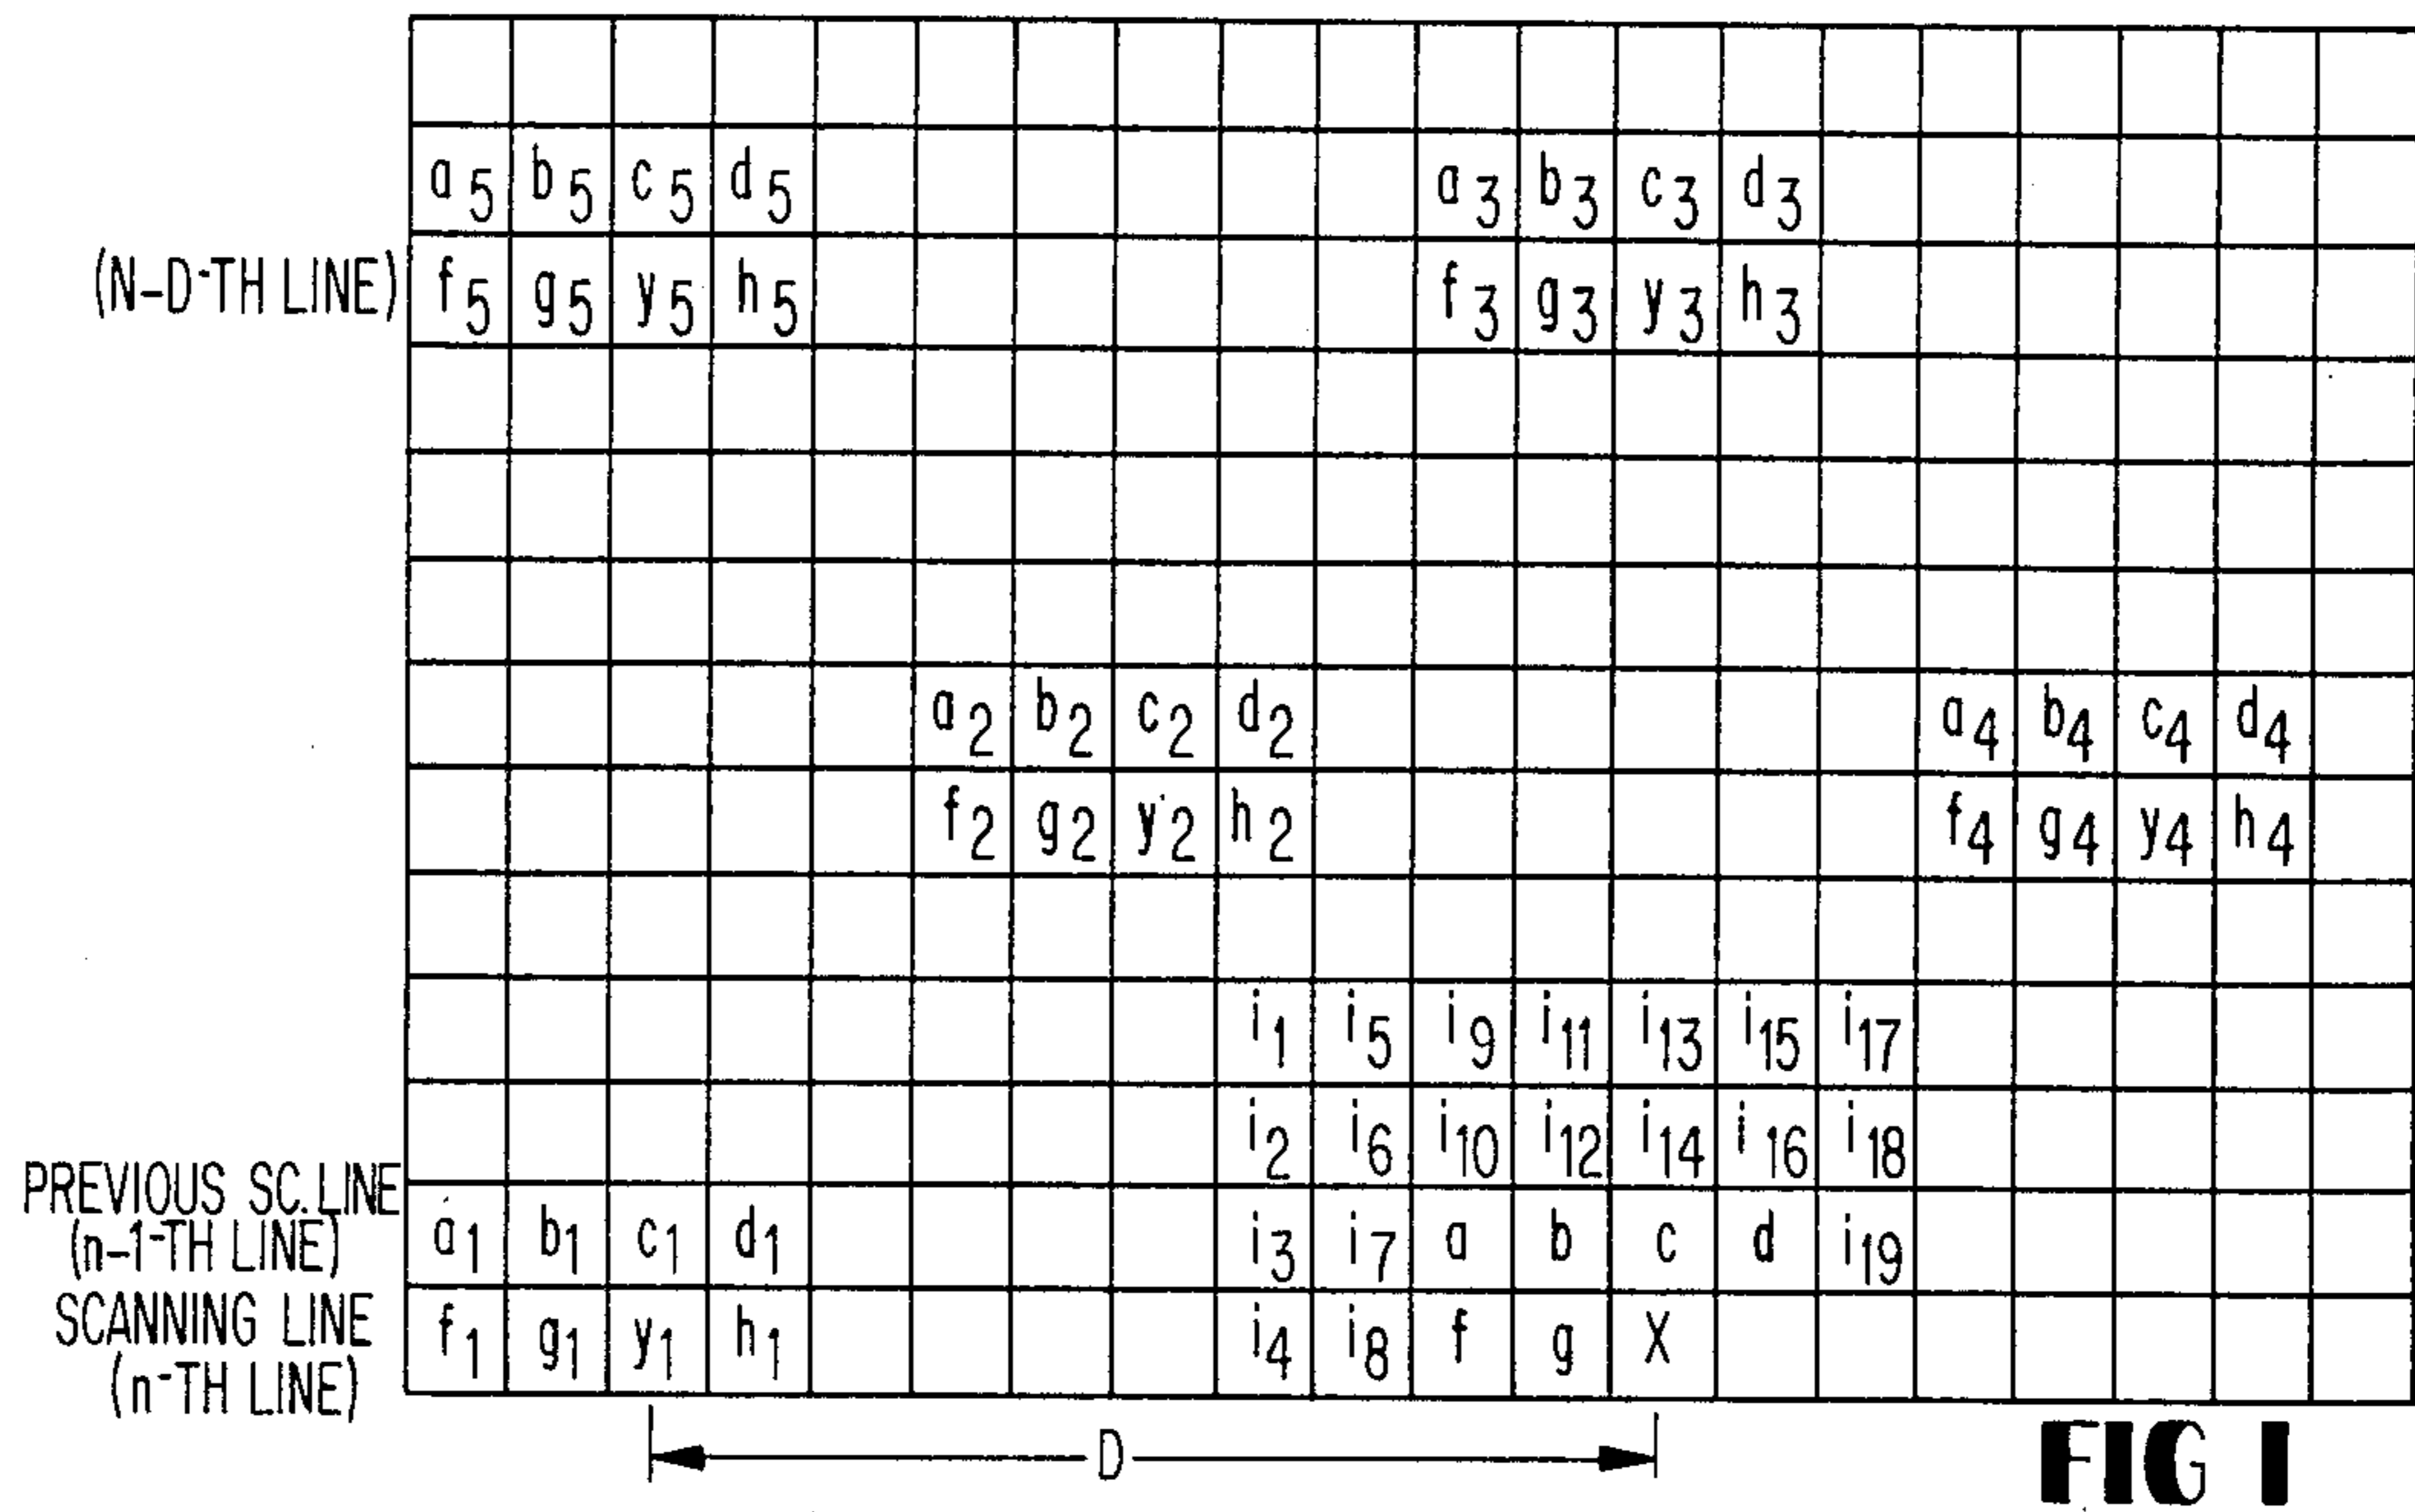 a5 b5 c5 d5 a3 b3 c3 d3
(N-D-TH LINE) f5 g5 y5 h5 f3 g3 y3 h3
a2 b2 c2 d2 a4 b4 c4 d4
f2 g2 y2 h2 f4 g4 y4 h4
i1 i5 i9 i11 i13 i15 i17
i2 i6 i10 i12 i14 i16 i18
PREVIOUS SC.LINE
(n-1-TH LINE) a1 b1 c1 d1 i3 i7 a b c d i19
SCANNING LINE
(n-TH LINE) f1 g1 y1 h1 i4 i8 f g X
D
FIG 1